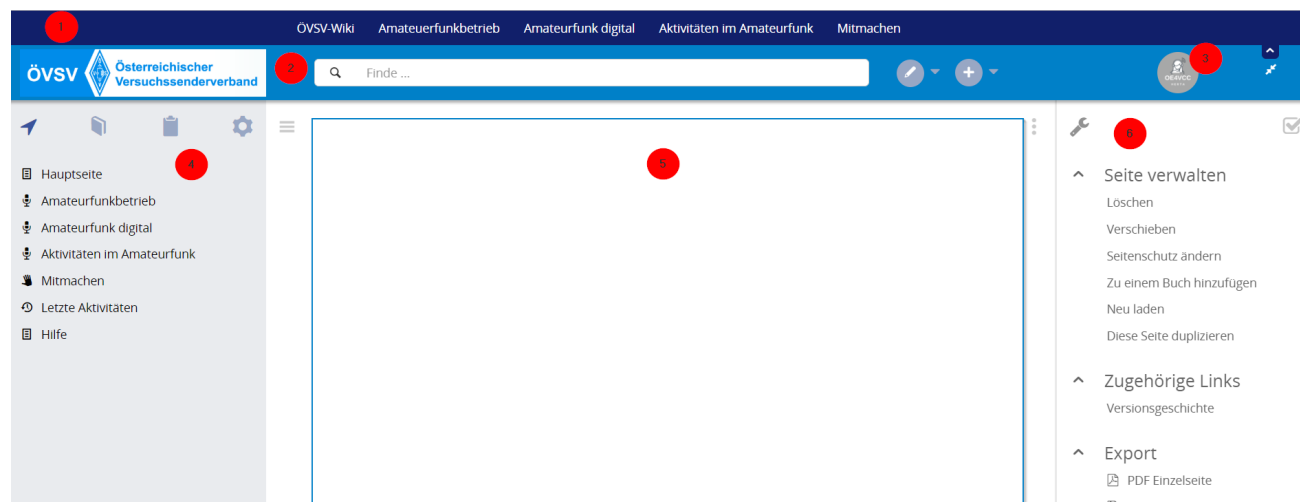 1
ÖVSV-Wiki Amateuerfunkbetrieb Amateurfunk digital Aktivitäten im Amateurfunk Mitmachen
ÖVSV Österreichischer
Versuchssenderverband
2
Finde ...
OE4VCC
3
4
5
6
Hauptseite
Amateurfunkbetrieb
Amateurfunk digital
Aktivitäten im Amateurfunk
Mitmachen
Letzte Aktivitäten
Hilfe
Seite verwalten
Löschen
Verschieben
Seitenschutz ändern
Zu einem Buch hinzufügen
Neu laden
Diese Seite duplizieren
Zugehörige Links
Versionsgeschichte
Export
PDF Einzelseite